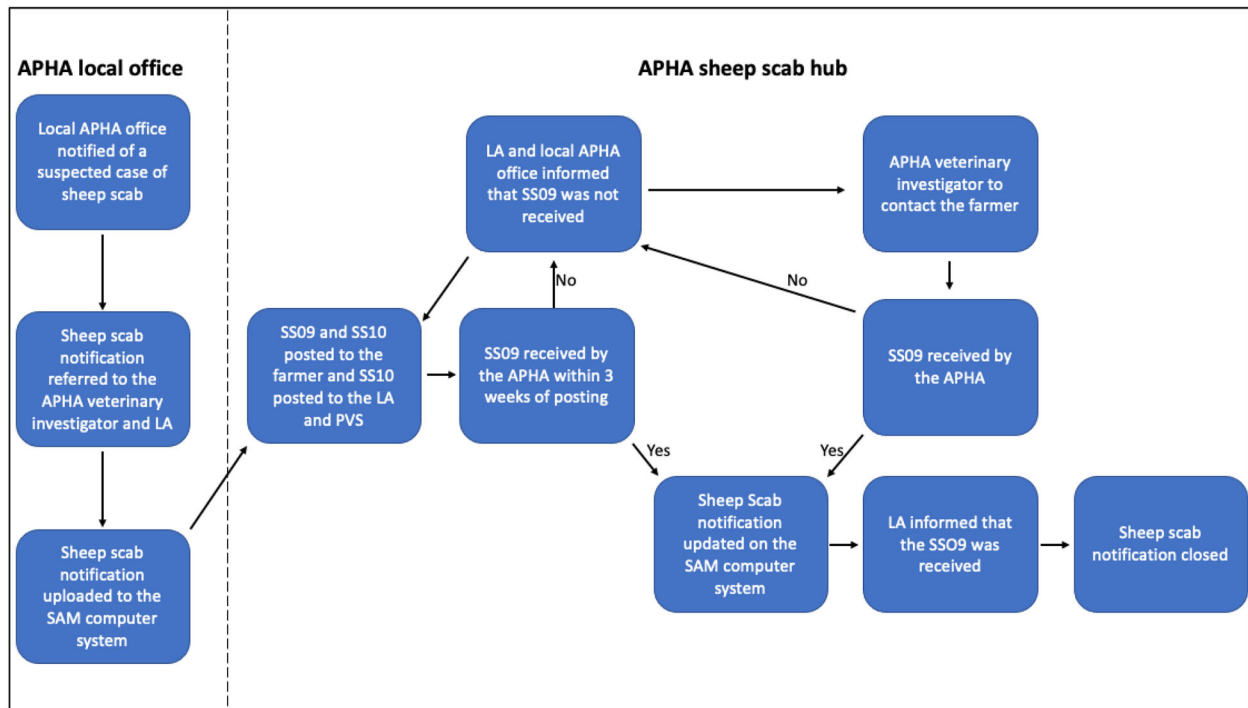 APHA local office
Local APHA office
notified of a
suspected case of
sheep scab
Sheep scab
notification
referred to the
APHA veterinary
investigator and LA
Sheep scab
notification
uploaded to the
SAM computer
system
APHA sheep scab hub
SS09 and SS10
posted to the
farmer and SS10
posted to the LA
and PVS
SS09 received by
the APHA within 3
weeks of posting
No
LA and local APHA
office informed
that SS09 was not
received
APHA veterinary
investigator to
contact the farmer
SS09 received by
the APHA
No
Yes
Yes
Sheep Scab
notification
updated on the
SAM computer
system
LA informed that
the SSO9 was
received
Sheep scab
notification closed